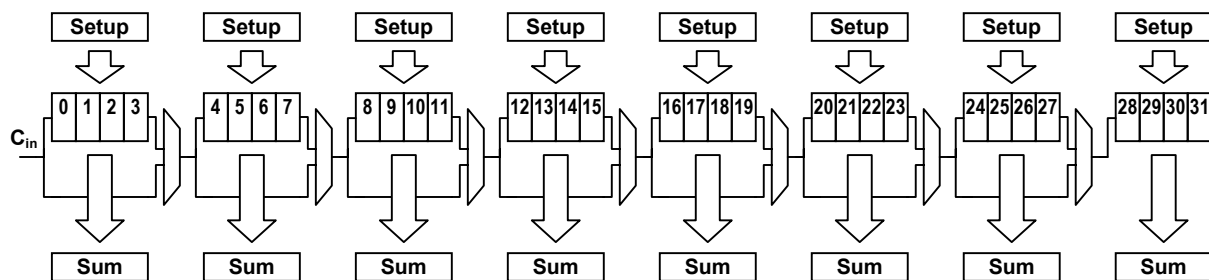 Setup Setup Setup Setup Setup Setup Setup Setup
0 1 2 3 4 5 6 7 8 9 10 11 12 13 14 15 16 17 18 19 20 21 22 23 24 25 26 27 28 29 30 31
Cin
Sum Sum Sum Sum Sum Sum Sum Sum